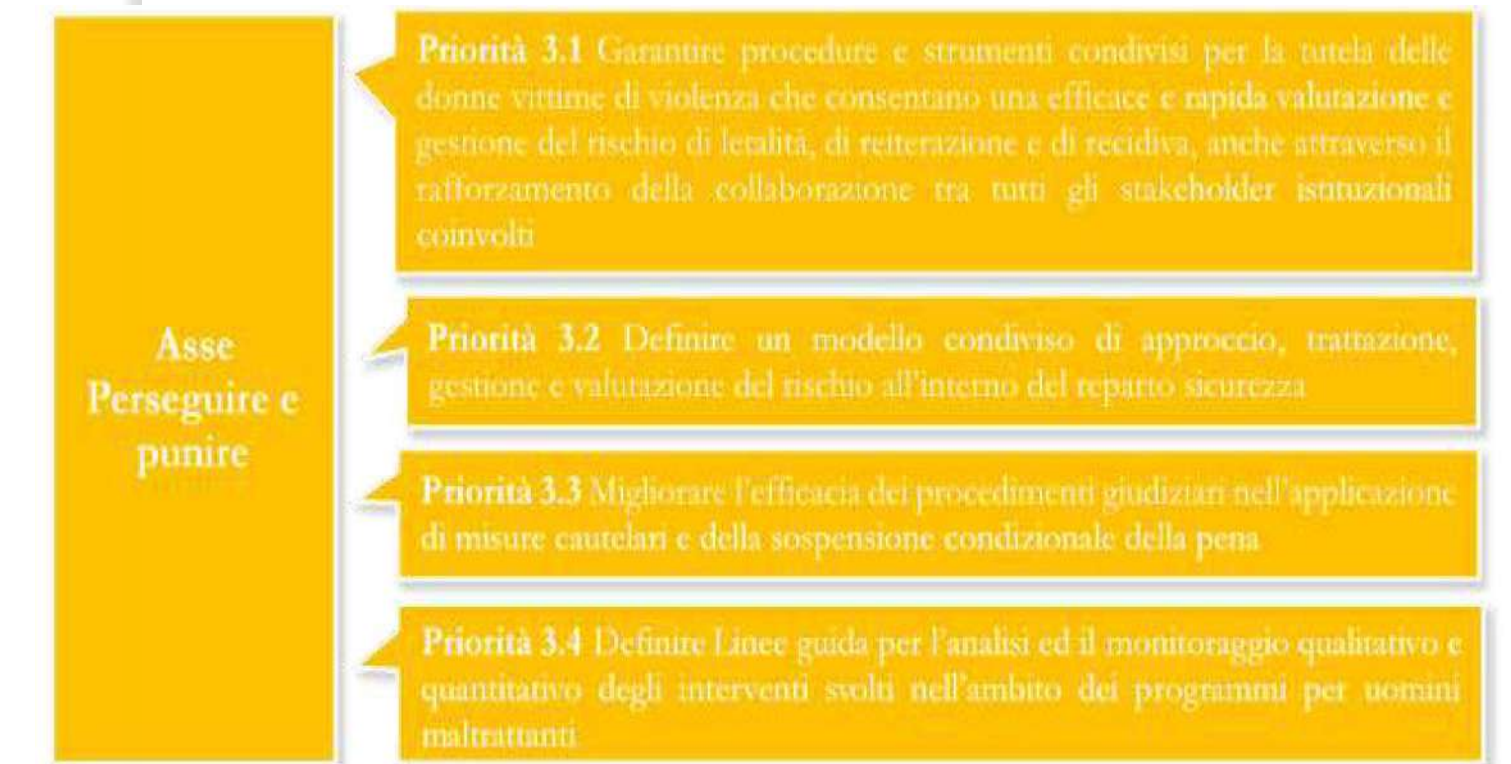 Asse
Perseguire e
punire
Priorità 3.1 Garantire procedure e strumenti condivisi per la tutela delle
donne vittime di violenza che consentano una efficace e rapida valutazione e
gestione del rischio di letalità, di reiterazione e di recidiva, anche attraverso il
rafforzamento della collaborazione tra tutti gli stakeholder istituzionali
coinvolti
Priorità 3.2 Definire un modello condiviso di approccio, trattazione,
gestione e valutazione del rischio all'interno del reparto sicurezza
Priorità 3.3 Migliorare l'efficacia dei procedimenti giudiziari nell'applicazione
di misure cautelari e della sospensione condizionale della pena
Priorità 3.4 Definire Linee guida per l'analisi ed il monitoraggio qualitativo e
quantitativo degli interventi svolti nell'ambito dei programmi per uomini
maltrattanti